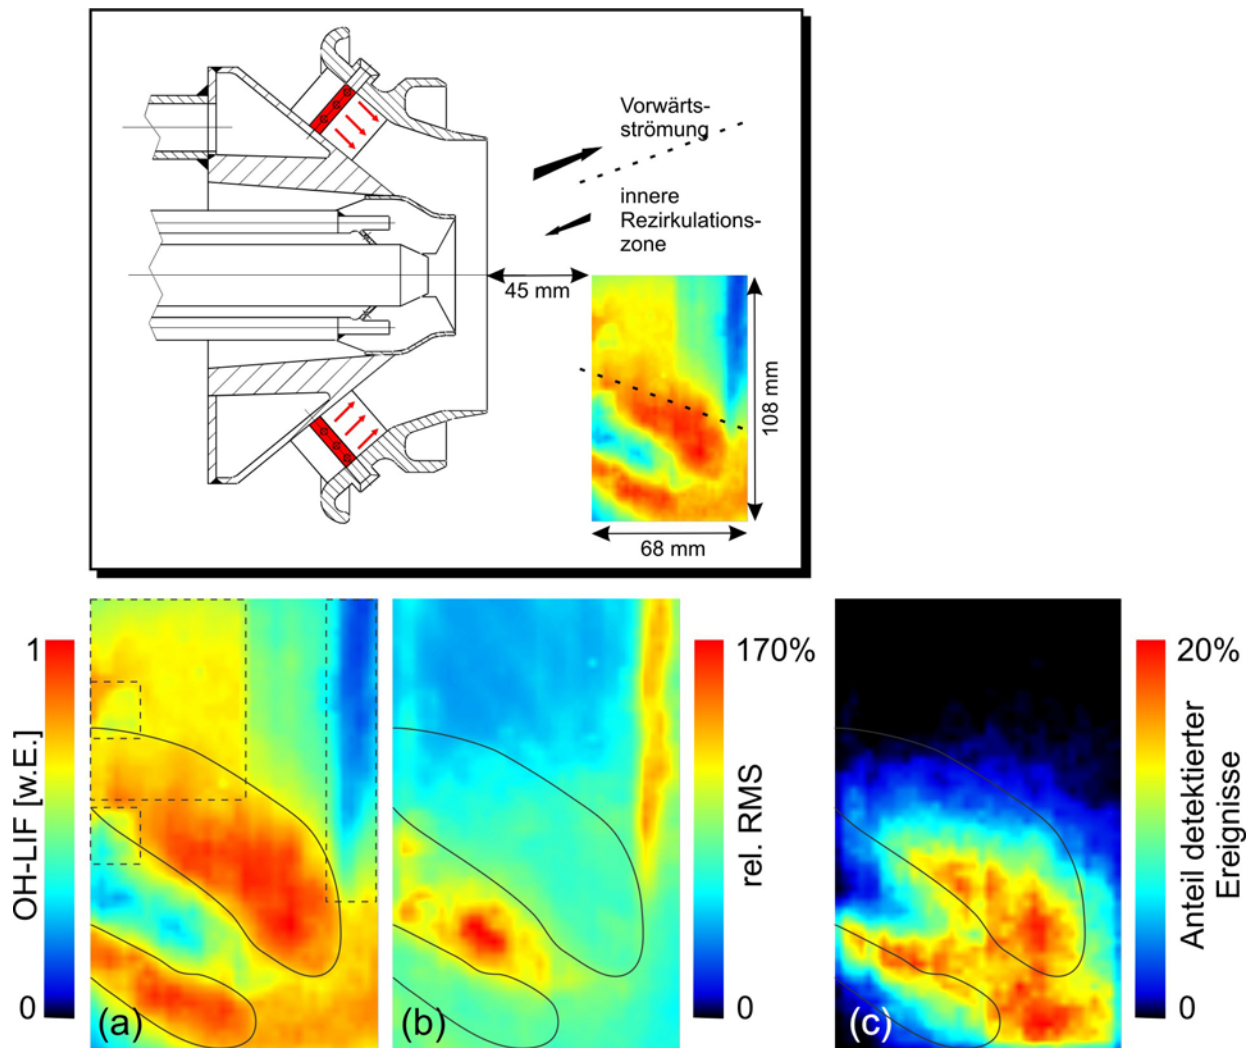 Vorwärts-
strömung
innere
Rezirkulations-
zone
45 mm
108 mm
68 mm
1
OH-LIF [w.E.]
0
(a)
(b)
170%
rel. RMS
0
(c)
20%
Anteil detektierter
Ereignisse
0